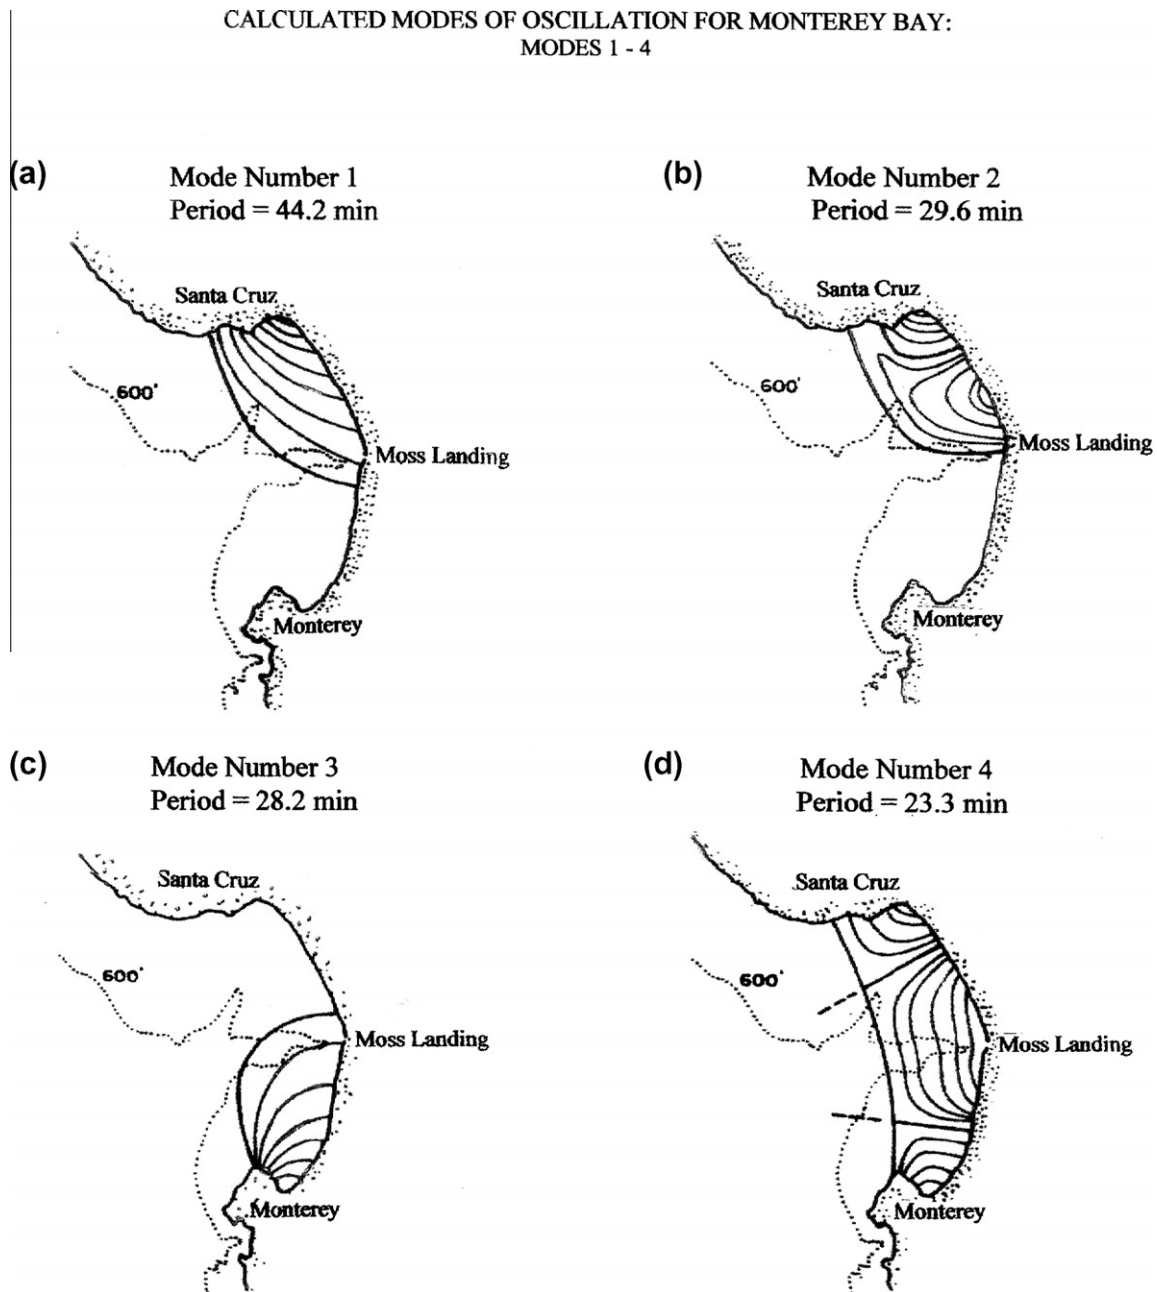 CALCULATED MODES OF OSCILLATION FOR MONTEREY BAY:
MODES 1 - 4
(a)
Mode Number 1
Period = 44.2 min
Santa Cruz
600'
Moss Landing
Monterey
(b)
Mode Number 2
Period = 29.6 min
Santa Cruz
600'
Moss Landing
Monterey
(c)
Mode Number 3
Period = 28.2 min
Santa Cruz
600'
Moss Landing
Monterey
(d)
Mode Number 4
Period = 23.3 min
Santa Cruz
600'
Moss Landing
Monterey